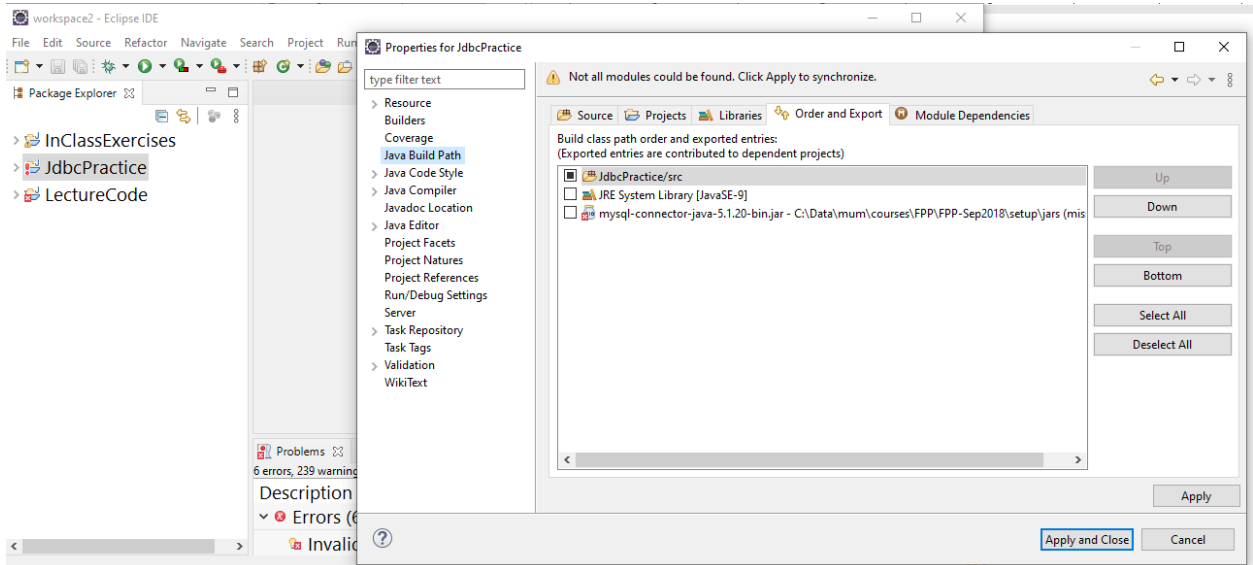 workspace2 - Eclipse IDE
File Edit Source Refactor Navigate Search Project Run
Package Explorer
InClassExercises
JdbcPractice
LectureCode
Problems
6 errors, 239 warning
Description
Errors (6
Invalid
Properties for JdbcPractice
type filter text
Resource
Builders
Coverage
Java Build Path
Java Code Style
Java Compiler
Javadoc Location
Java Editor
Project Facets
Project Natures
Project References
Run/Debug Settings
Server
Task Repository
Task Tags
Validation
WikiText
Not all modules could be found. Click Apply to synchronize.
Source Projects Libraries Order and Export Module Dependencies
Build class path order and exported entries:
(Exported entries are contributed to dependent projects)
JdbcPractice/src
JRE System Library [JavaSE-9]
mysql-connector-java-5.1.20-bin.jar - C:\Data\mum\courses\FPP\FPP-Sep2018\setup\jars (mis
Up
Down
Top
Bottom
Select All
Deselect All
Apply
Apply and Close Cancel